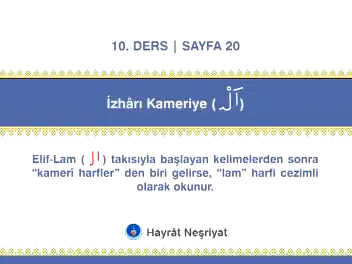 10. DERS | SAYFA 20
İzhârı Kameriye ( اَلْ )
Elif-Lam ( ال ) takısıyla başlayan kelimelerden sonra
“kamerî harfler” den biri gelirse, “lam” harfi cezimli
olarak okunur.
Hayrât Neşriyat